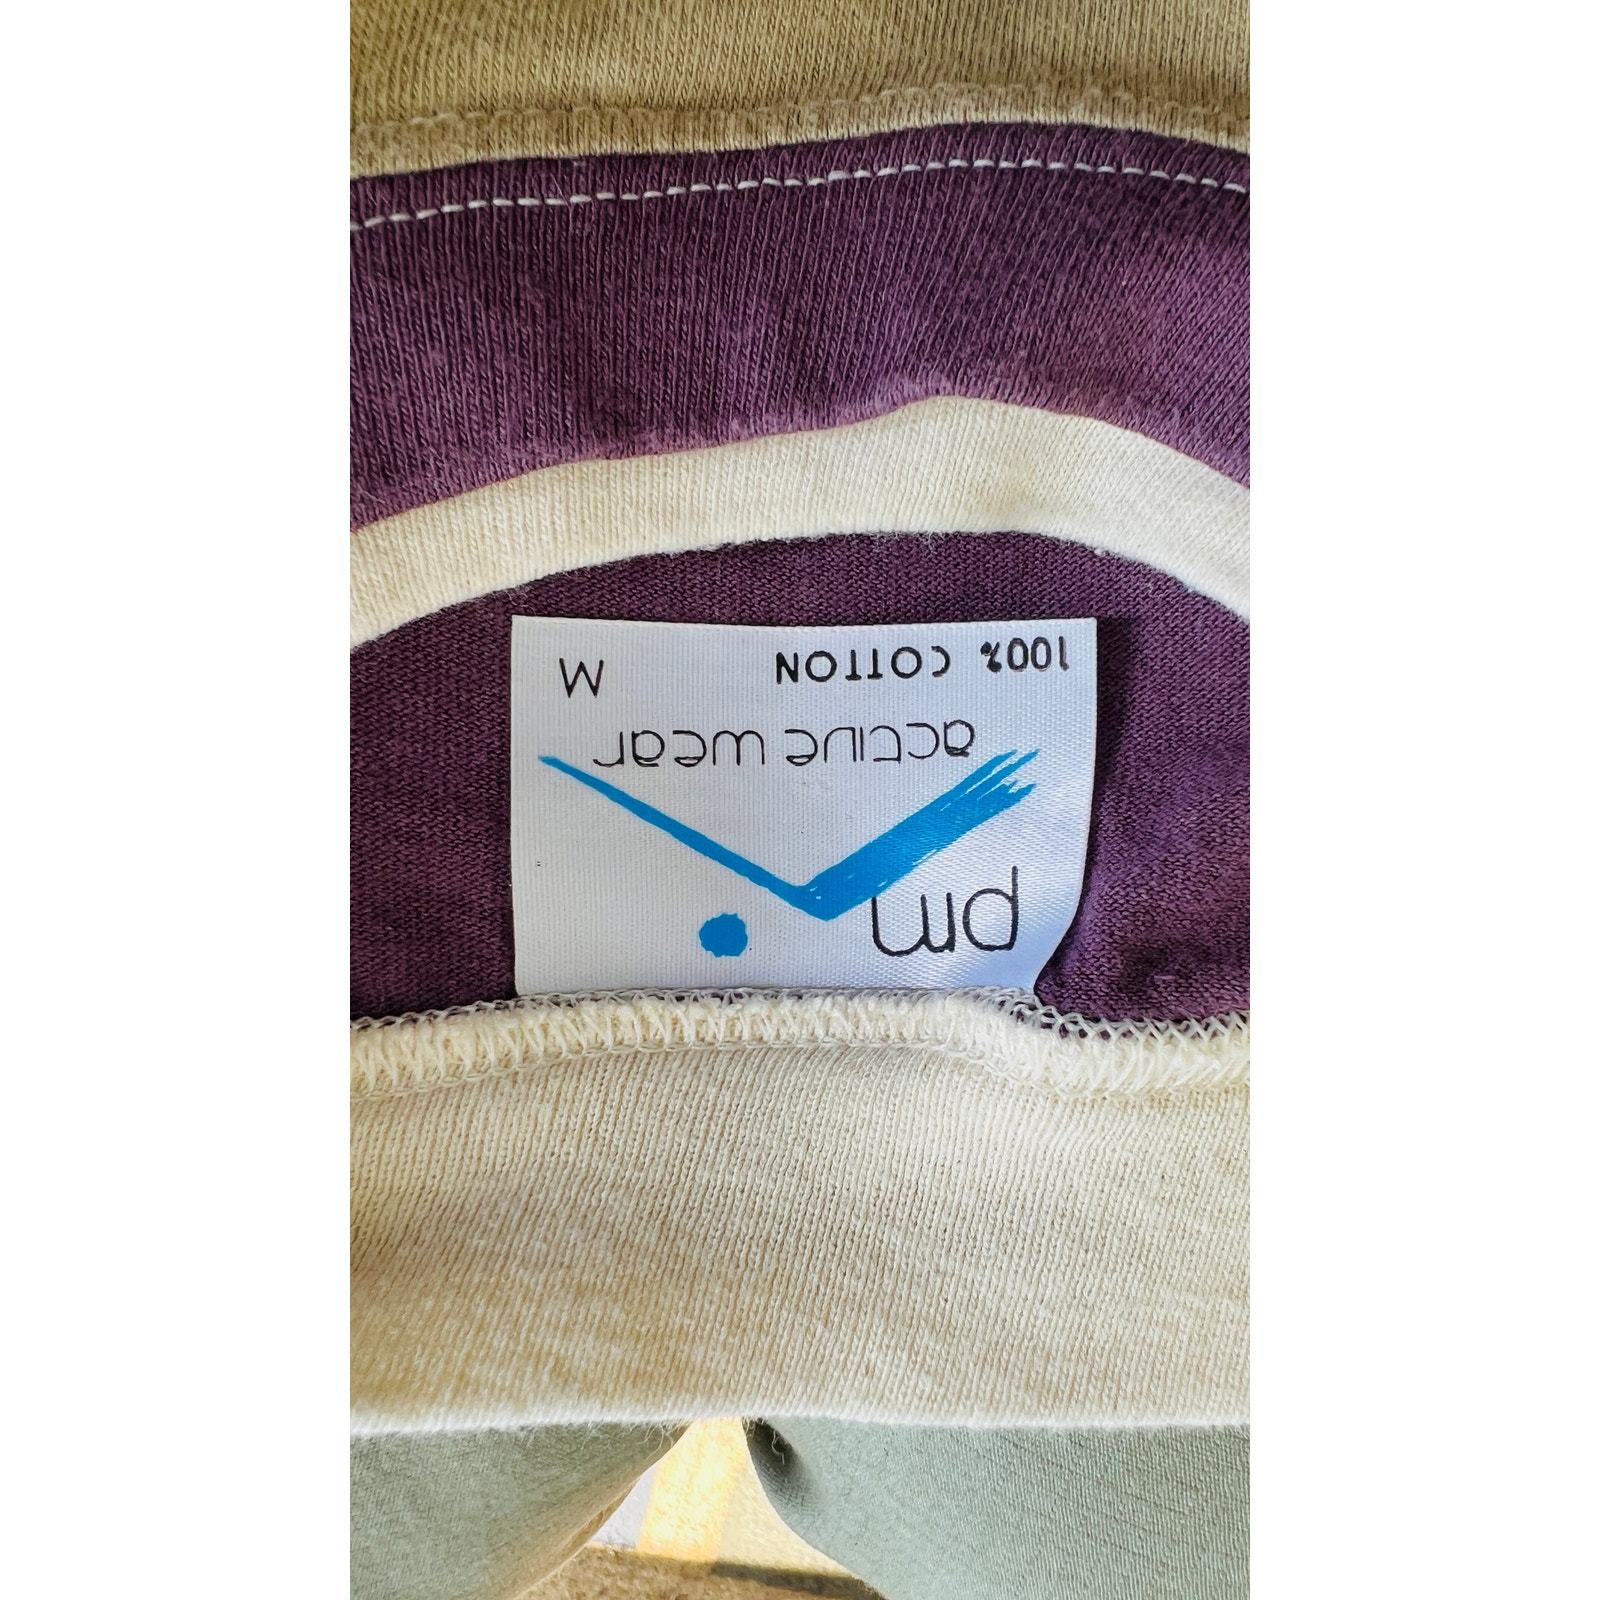 pm
active wear
100% COTTON M